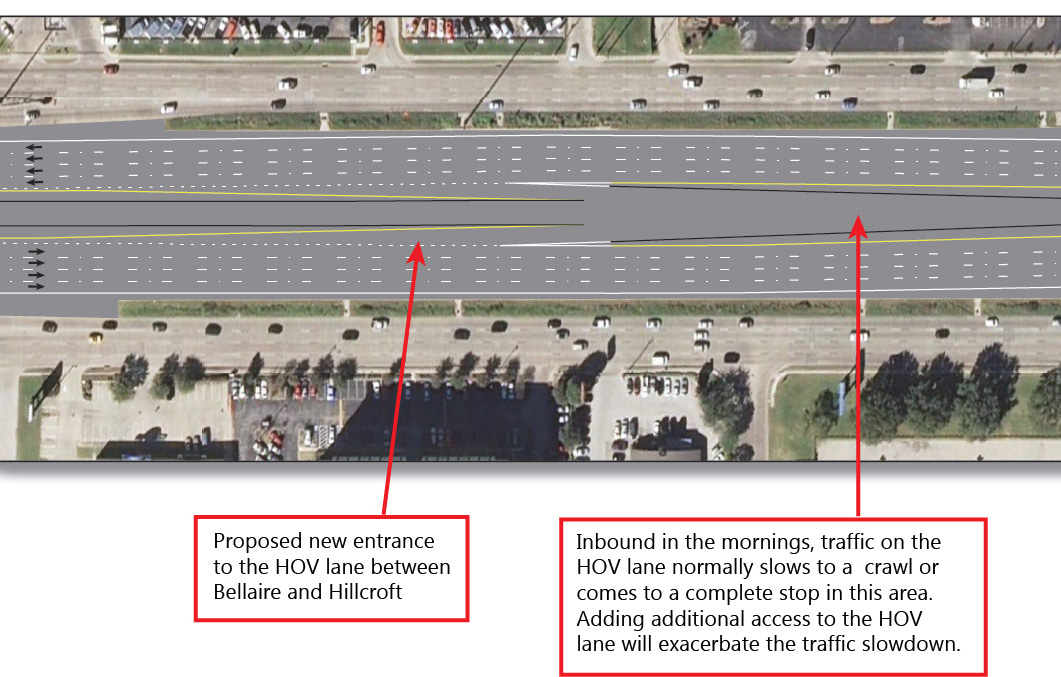 Proposed new entrance
to the HOV lane between
Bellaire and Hillcroft
Inbound in the mornings, traffic on the
HOV lane normally slows to a  crawl or
comes to a complete stop in this area.
Adding additional access to the HOV
lane will exacerbate the traffic slowdown.